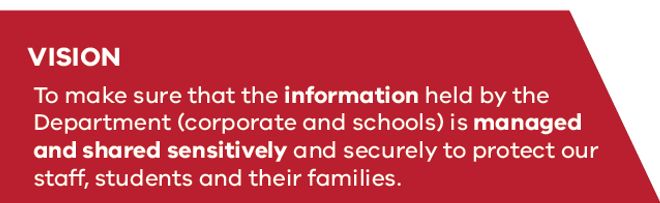 VISION
To make sure that the information held by the
Department (corporate and schools) is managed
and shared sensitively and securely to protect our
staff, students and their families.